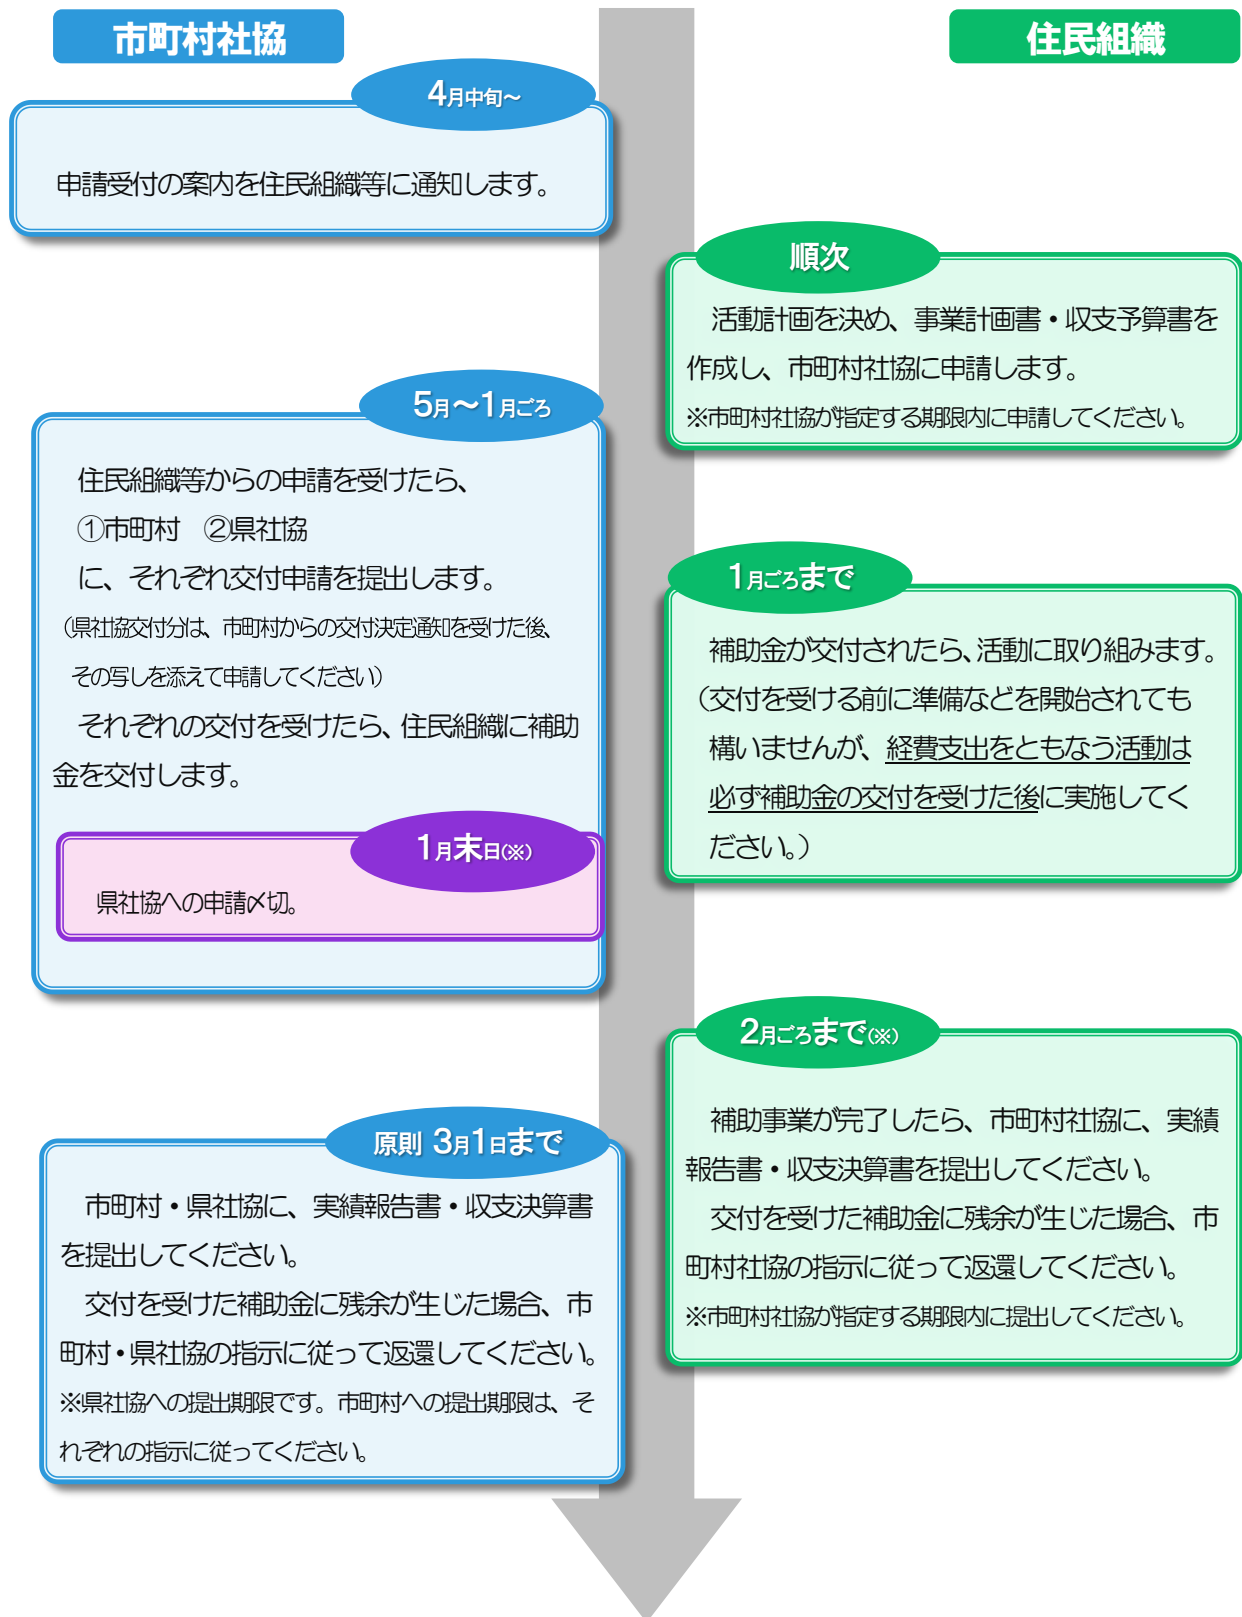 市町村社協
住民組織
4月中旬～
申請受付の案内を住民組織等に通知します。
順次
活動計画を決め、事業計画書・収支予算書を
作成し、市町村社協に申請します。
※市町村社協が指定する期限内に申請してください。
5月～1月ごろ
住民組織等からの申請を受けたら、
①市町村　②県社協
に、それぞれ交付申請を提出します。
（県社協交付分は、市町村からの交付決定通知を受けた後、
その写しを添えて申請してください）
それぞれの交付を受けたら、住民組織に補助
金を交付します。
1月末日(※)
県社協への申請〆切。
1月ごろまで
補助金が交付されたら、活動に取り組みます。
（交付を受ける前に準備などを開始されても
構いませんが、経費支出をともなう活動は
必ず補助金の交付を受けた後に実施してく
ださい。）
2月ごろまで(※)
補助事業が完了したら、市町村社協に、実績
報告書・収支決算書を提出してください。
交付を受けた補助金に残余が生じた場合、市
町村社協の指示に従って返還してください。
※市町村社協が指定する期限内に提出してください。
原則 3月1日まで
市町村・県社協に、実績報告書・収支決算書
を提出してください。
交付を受けた補助金に残余が生じた場合、市
町村・県社協の指示に従って返還してください。
※県社協への提出期限です。市町村への提出期限は、そ
れぞれの指示に従ってください。